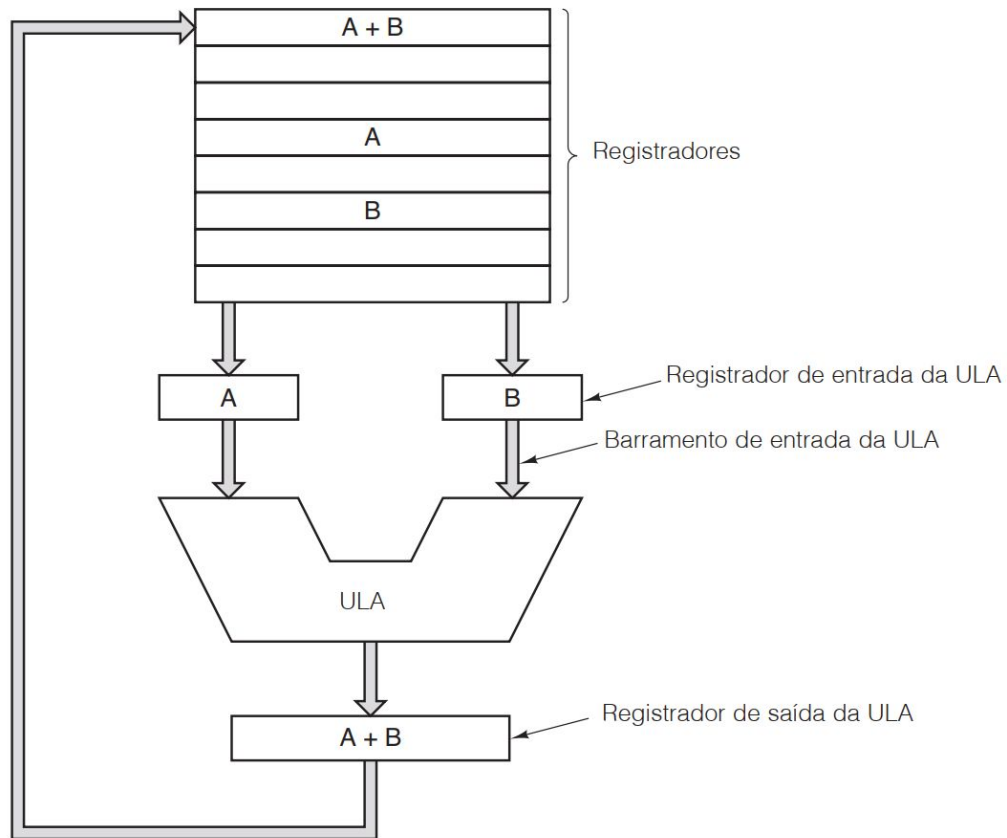 A + B
A
Registradores
B
A
B
Registrador de entrada da ULA
Barramento de entrada da ULA
ULA
A + B
Registrador de saída da ULA